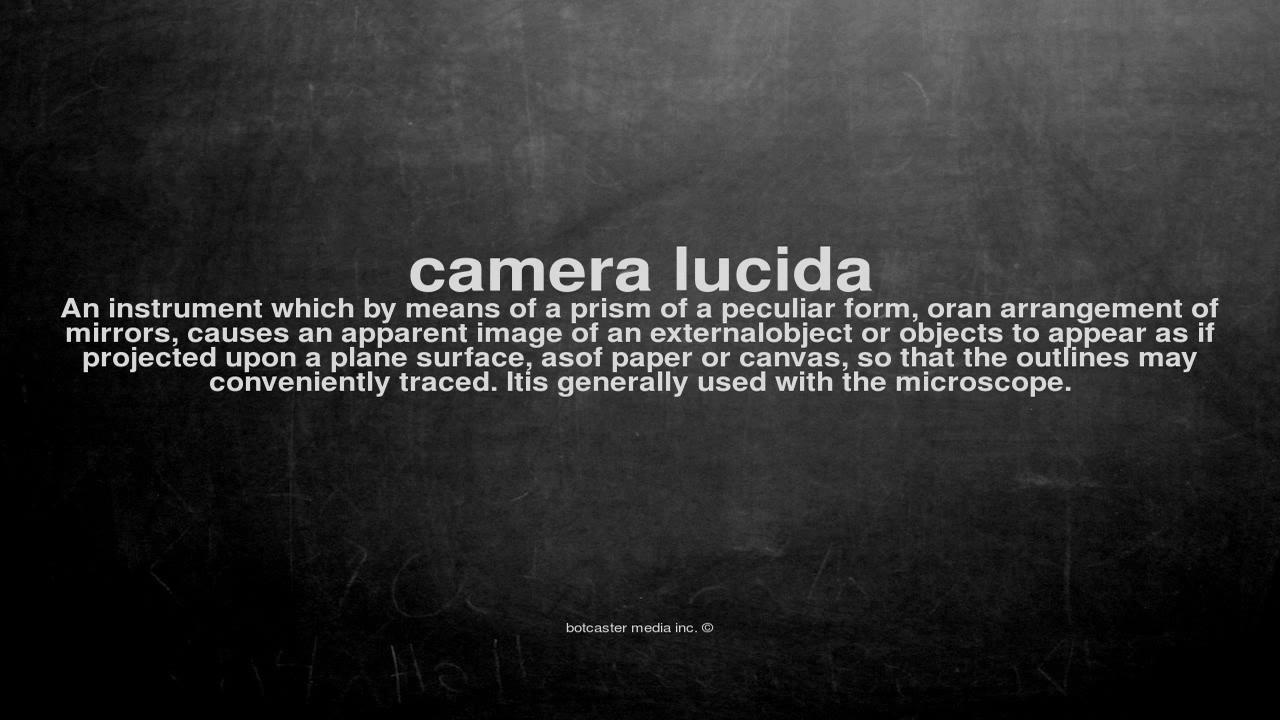 camera lucida
An instrument which by means of a prism of a peculiar form, oran arrangement of
mirrors, causes an apparent image of an externalobject or objects to appear as if
projected upon a plane surface, asof paper or canvas, so that the outlines may
conveniently traced. Itis generally used with the microscope.
botcaster media inc. ©